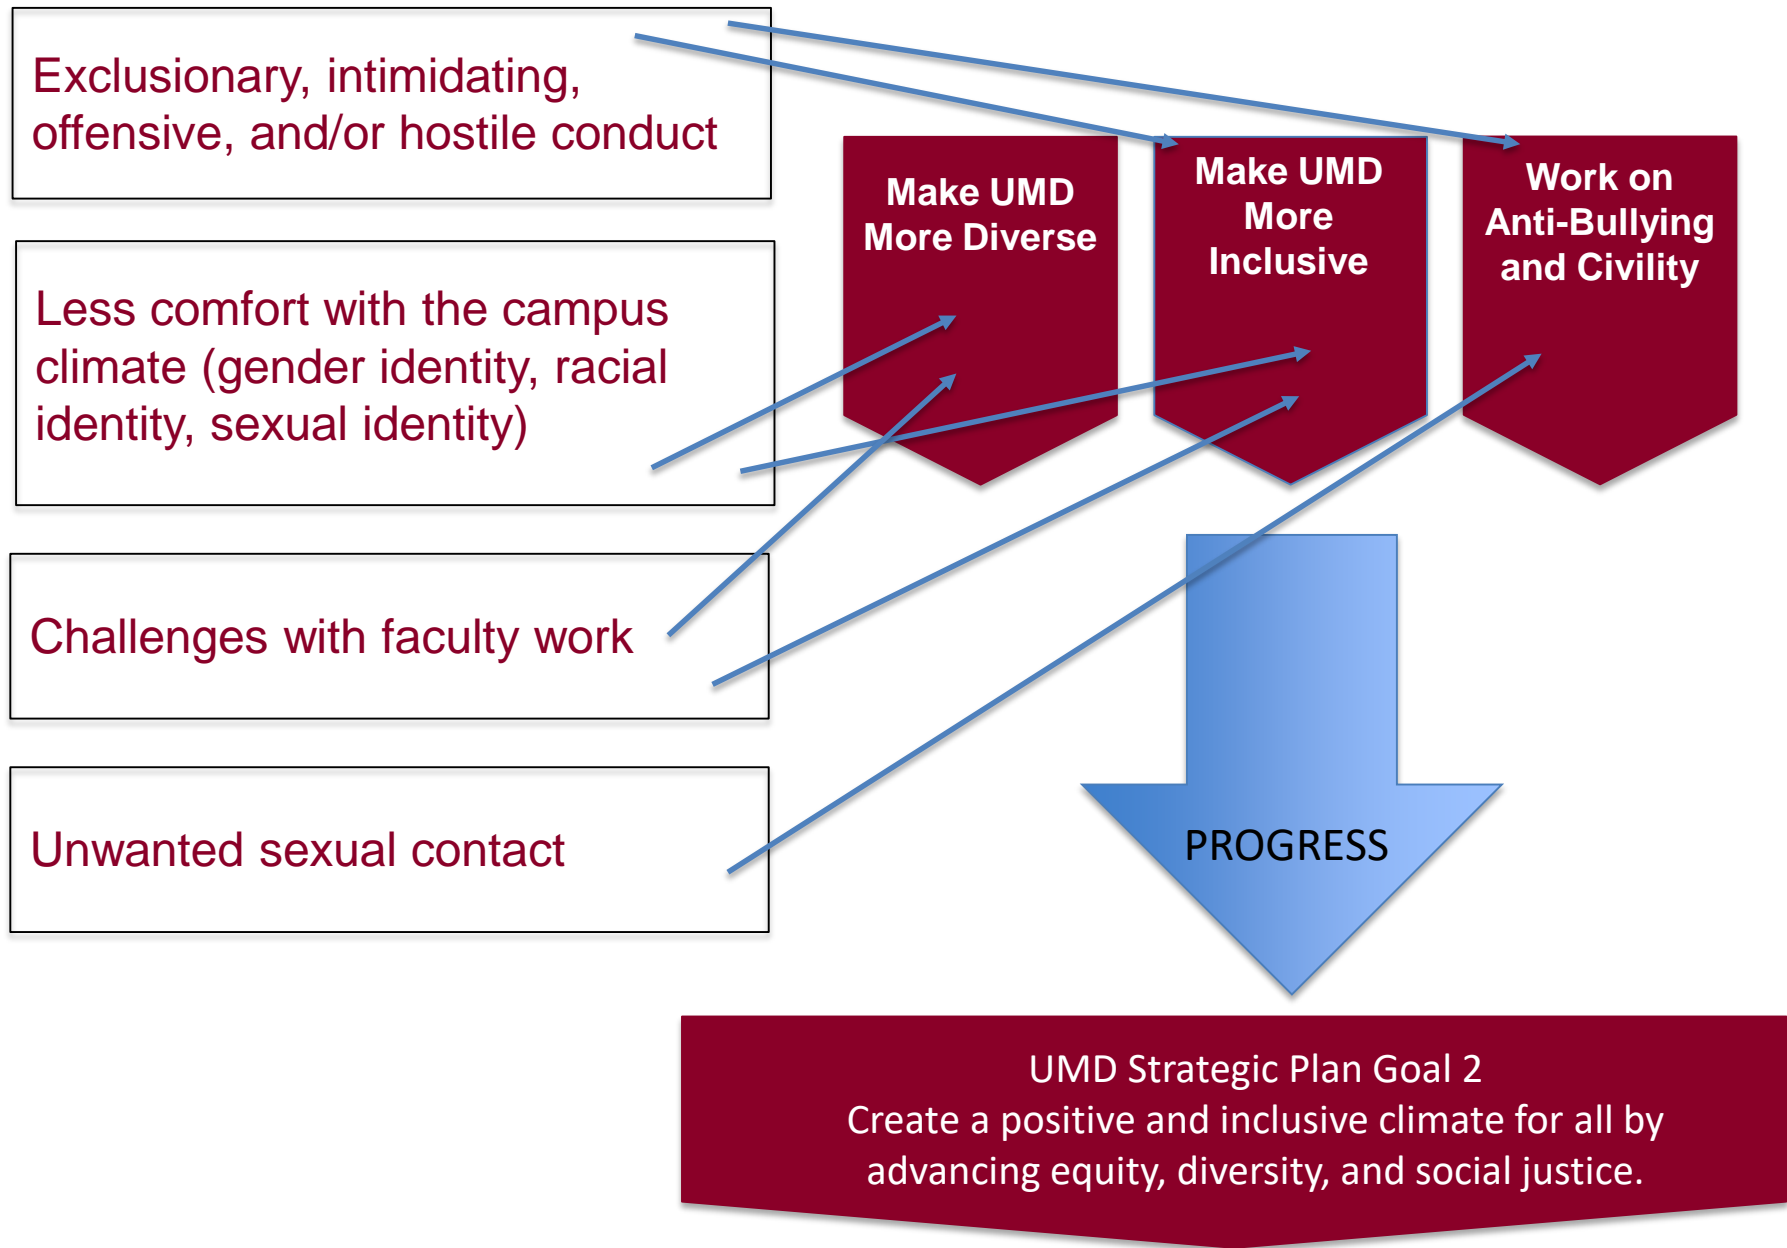 Exclusionary, intimidating,
offensive, and/or hostile conduct
Less comfort with the campus
climate (gender identity, racial
identity, sexual identity)
Challenges with faculty work
Unwanted sexual contact
Make UMD
More Diverse
Make UMD
More
Inclusive
Work on
Anti-Bullying
and Civility
PROGRESS
UMD Strategic Plan Goal 2
Create a positive and inclusive climate for all by
advancing equity, diversity, and social justice.